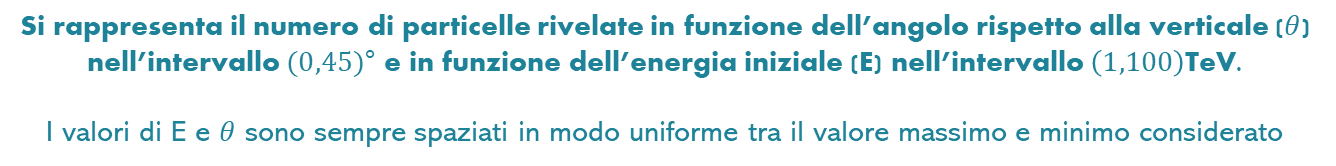 Si rappresenta il numero di particelle rivelate in funzione dell'angolo rispetto alla verticale (θ)
nell'intervallo (0,45)° e in funzione dell'energia iniziale (E) nell'intervallo (1,100)TeV.
I valori di E e θ sono sempre spaziati in modo uniforme tra il valore massimo e minimo considerato